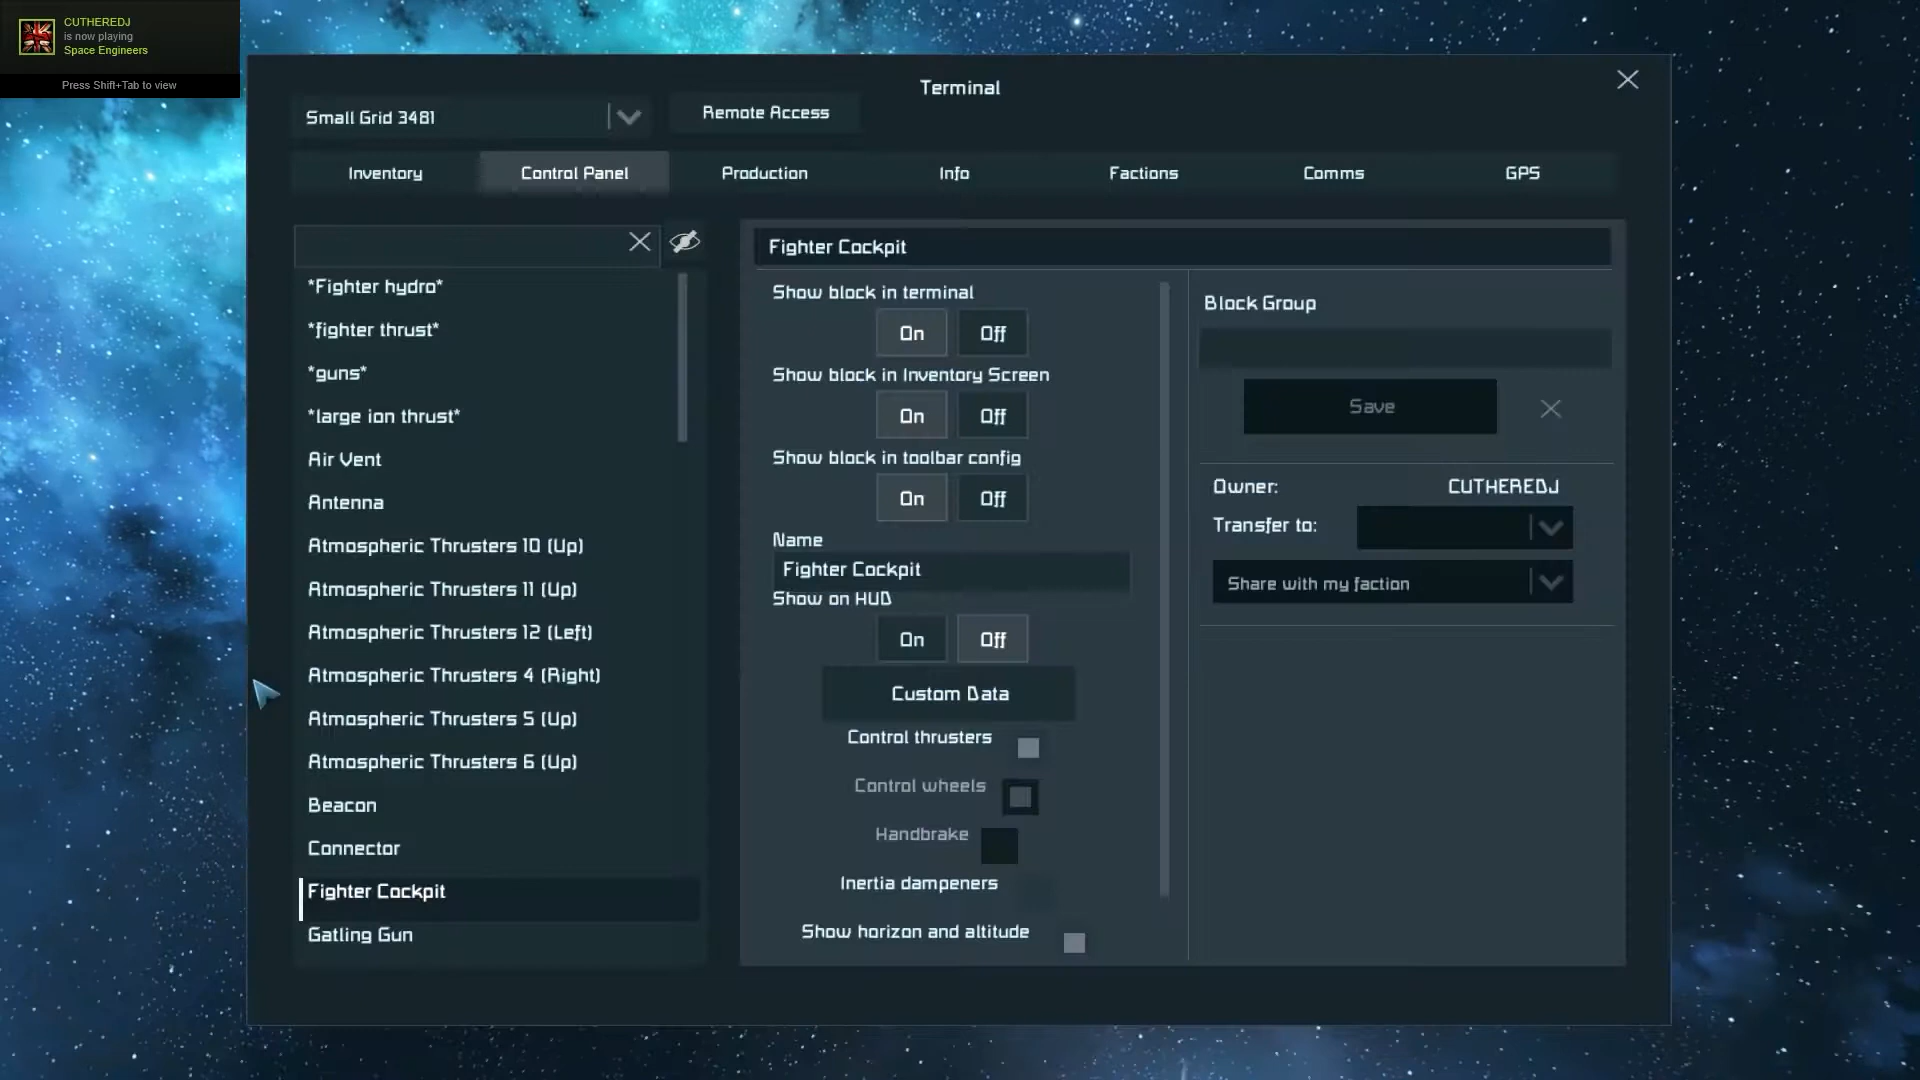 CUTHEREDJ
is now playing
Space Engineers
Press Shift+Tab to view
Terminal
Small Grid 3481
Remote Access
Inventory
Control Panel
Production
Info
Factions
Comms
GPS
*Fighter hydro*
*fighter thrust*
*guns*
*large ion thrust*
Air Vent
Antenna
Atmospheric Thrusters 10 (Up)
Atmospheric Thrusters 11 (Up)
Atmospheric Thrusters 12 (Left)
Atmospheric Thrusters 4 (Right)
Atmospheric Thrusters 5 (Up)
Atmospheric Thrusters 6 (Up)
Beacon
Connector
Fighter Cockpit
Gatling Gun
Fighter Cockpit
Show block in terminal
On Off
Show block in Inventory Screen
On Off
Show block in toolbar config
On Off
Name
Fighter Cockpit
Show on HUD
On Off
Custom Data
Control thrusters
Control wheels
Handbrake
Inertia dampeners
Show horizon and altitude
Block Group
Save
Owner: CUTHEREDJ
Transfer to:
Share with my faction